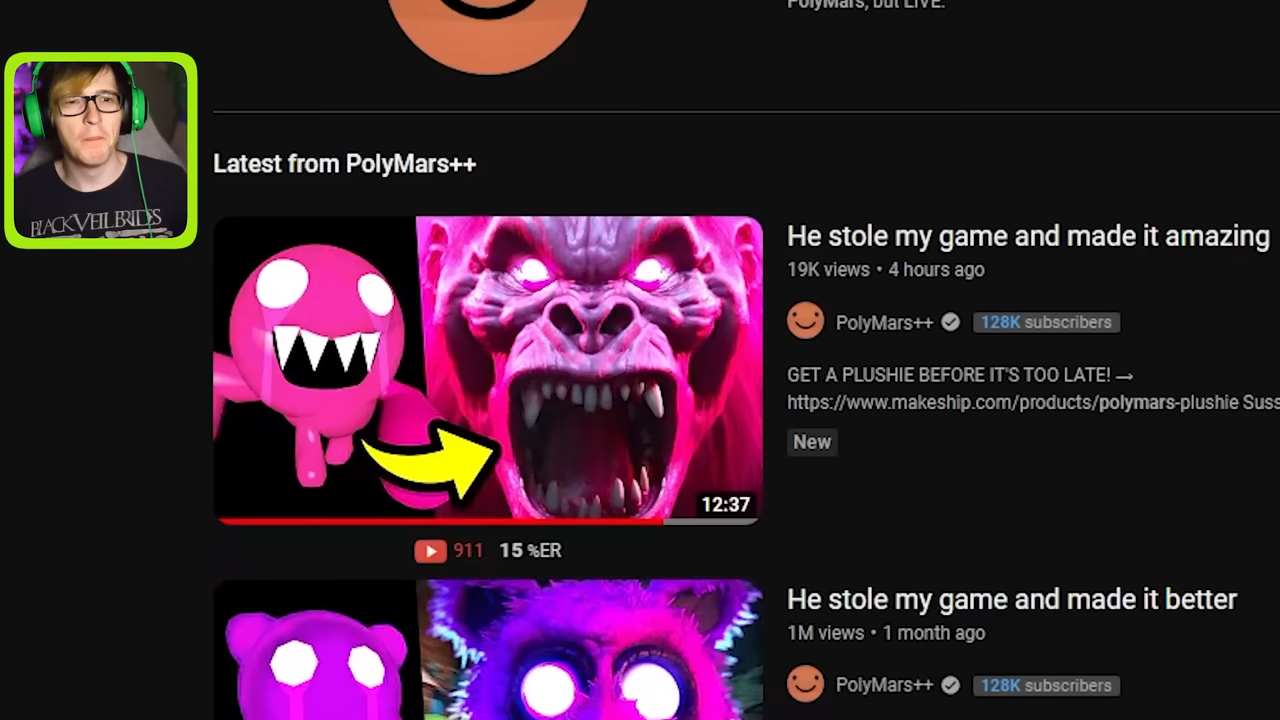 PolyMars, but LIVE.
BLACK VEIL BRIDES
Latest from PolyMars++
He stole my game and made it amazing
19K views • 4 hours ago
PolyMars++ 128K subscribers
GET A PLUSHIE BEFORE IT'S TOO LATE! →
https://www.makeship.com/products/polymars-plushie
New
12:37
911 15 %ER
He stole my game and made it better
1M views • 1 month ago
PolyMars++ 128K subscribers